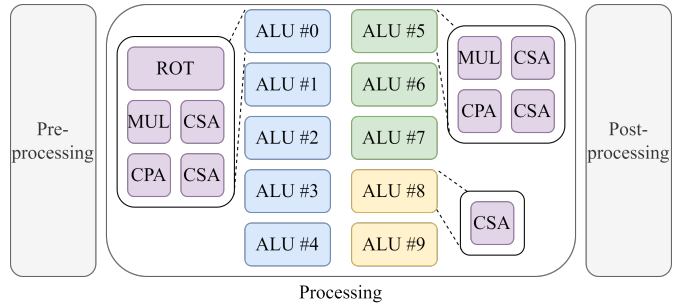 Pre-
processing
ROT
MUL CSA
CPA CSA
ALU #0
ALU #1
ALU #2
ALU #3
ALU #4
ALU #5
ALU #6
ALU #7
ALU #8
ALU #9
MUL CSA
CPA CSA
CSA
Post-
processing
Processing